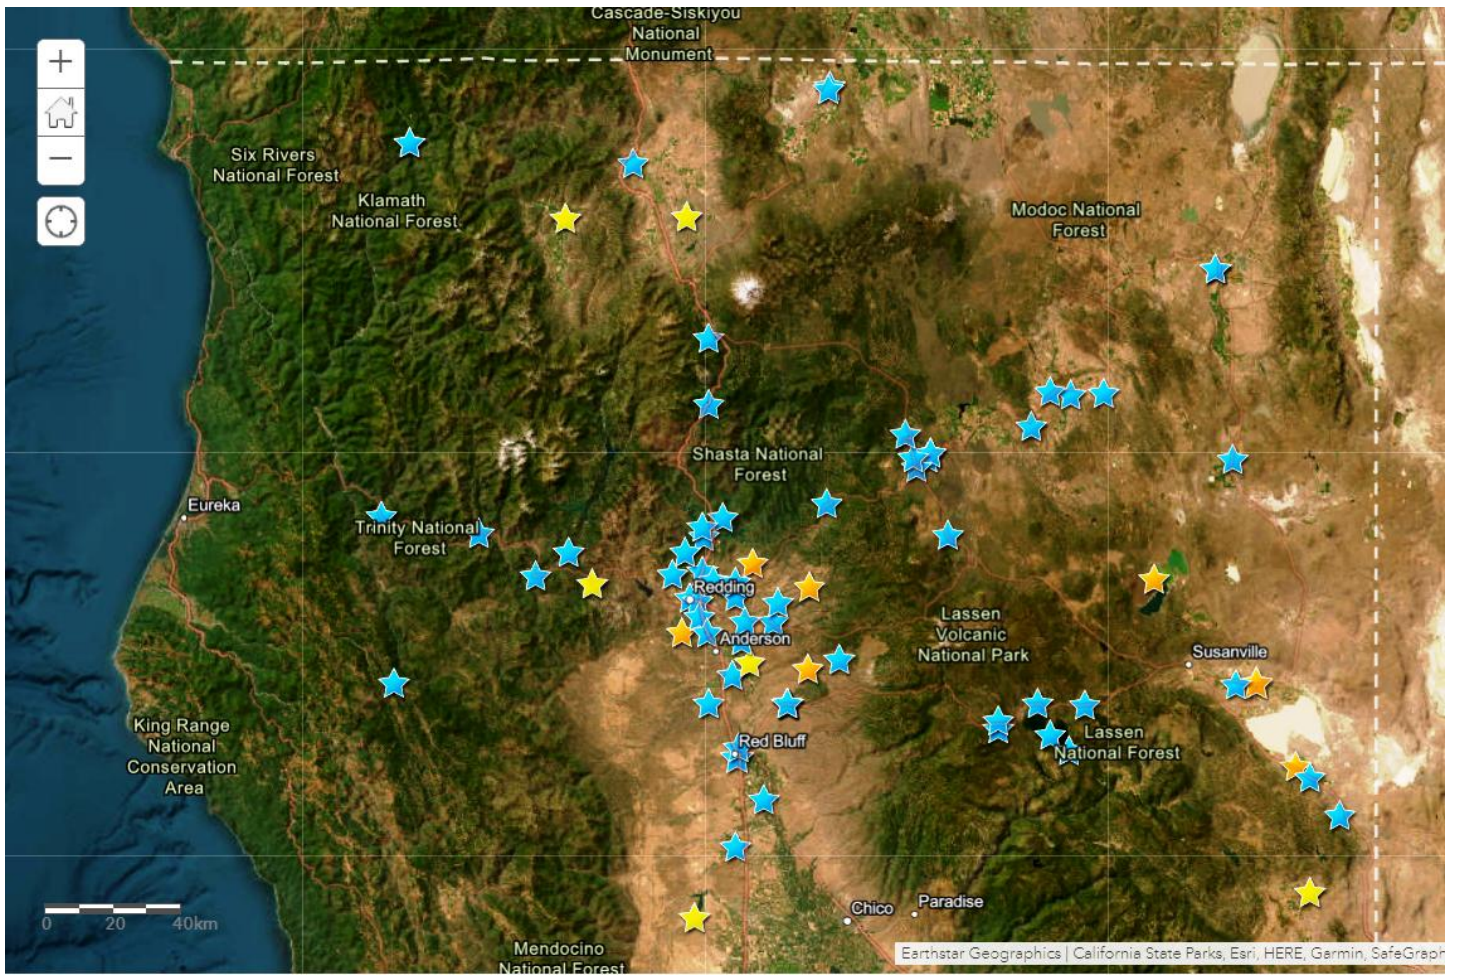 Cascade-Siskiyou
National
Monument
+
−
Six Rivers
National Forest
Klamath
National Forest
Modoc National
Forest
Shasta National
Forest
Eureka
Trinity National
Forest
Redding
Anderson
Lassen
Volcanic
National Park
Susanville
King Range
National
Conservation
Area
Red Bluff
Lassen
National Forest
0 20 40km
Chico
Paradise
Mendocino
National Forest
Earthstar Geographics | California State Parks, Esri, HERE, Garmin, SafeGraph